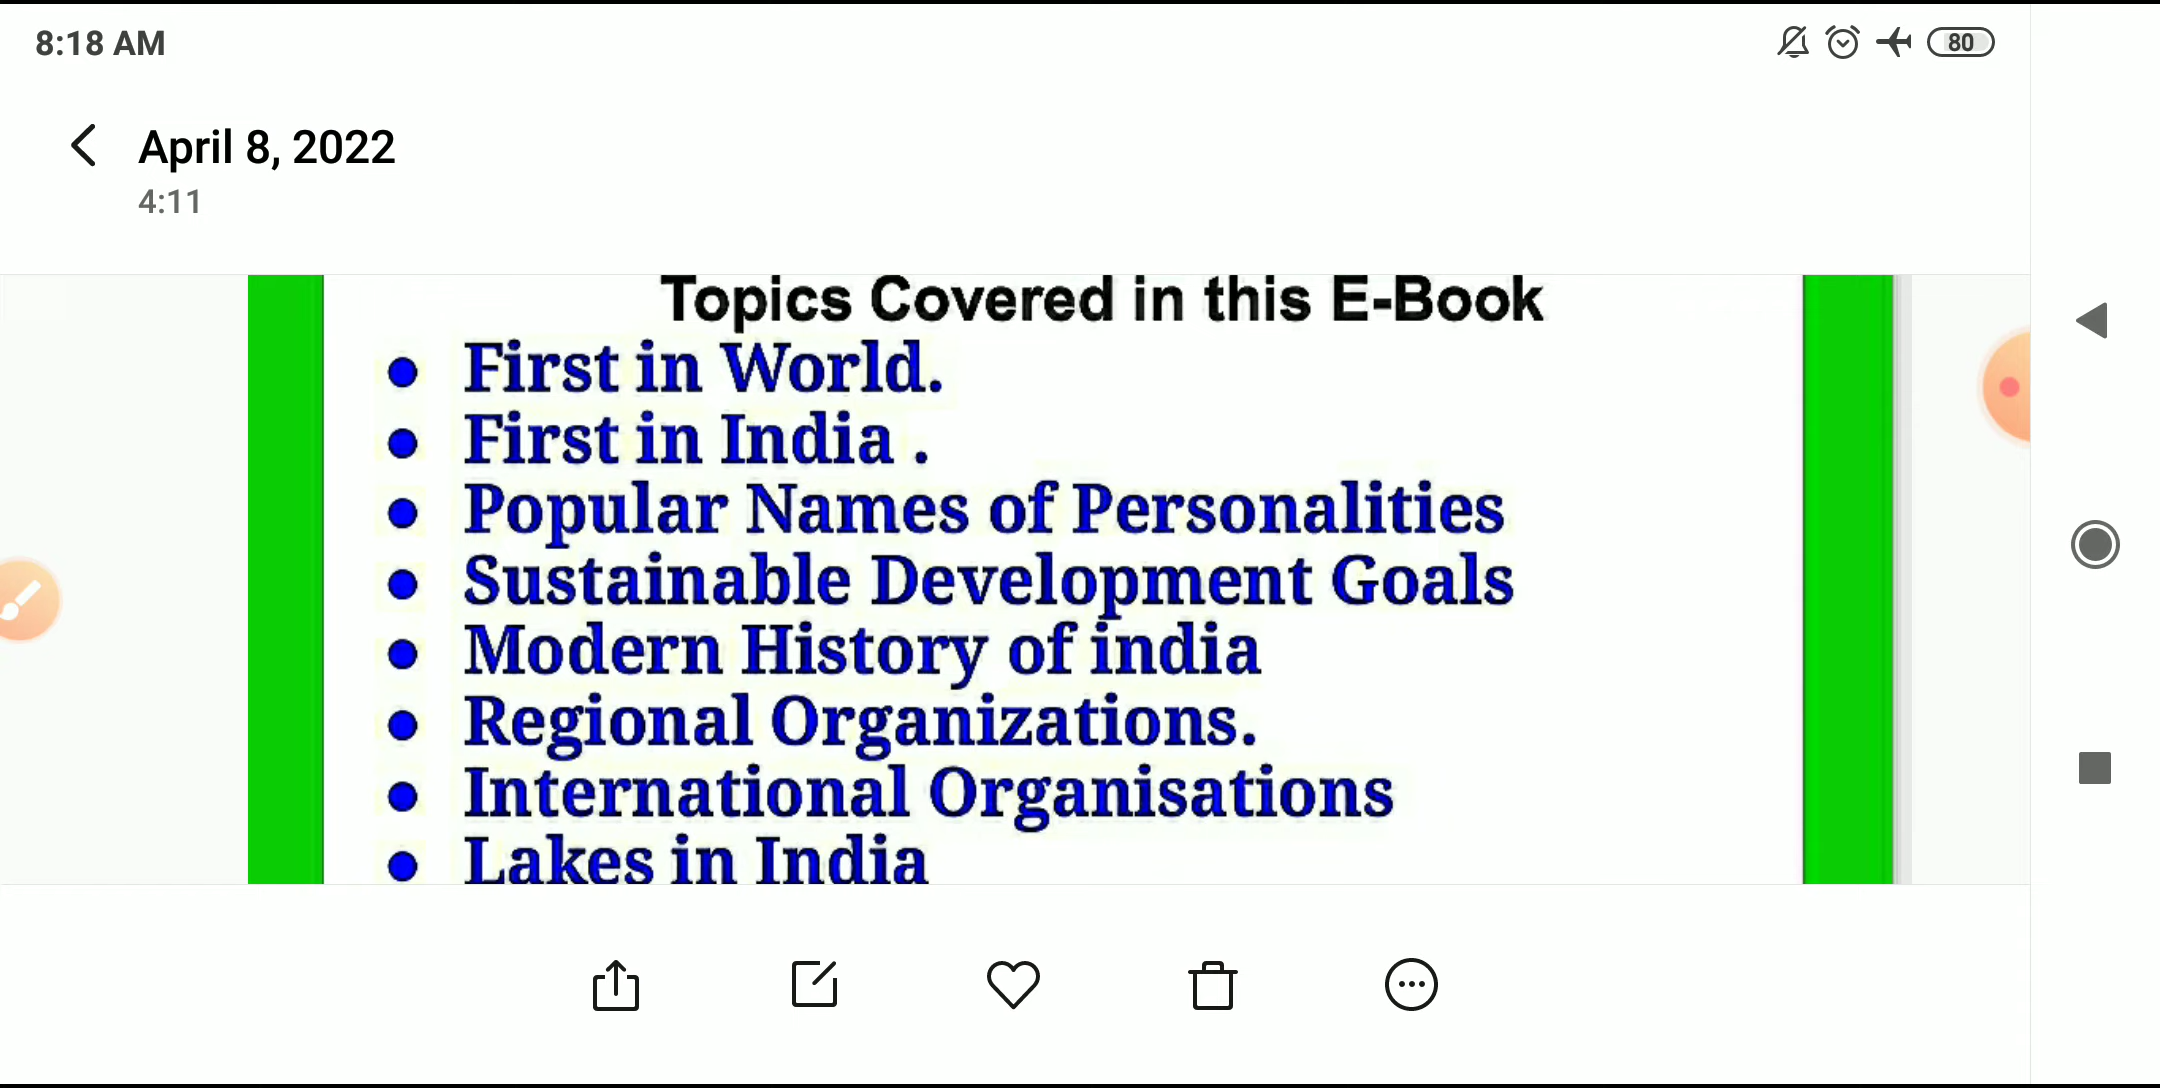 8:18 AM
80
April 8, 2022
4:11
Topics Covered in this E-Book
• First in World.
• First in India .
• Popular Names of Personalities
• Sustainable Development Goals
• Modern History of india
• Regional Organizations.
• International Organisations
• Lakes in India